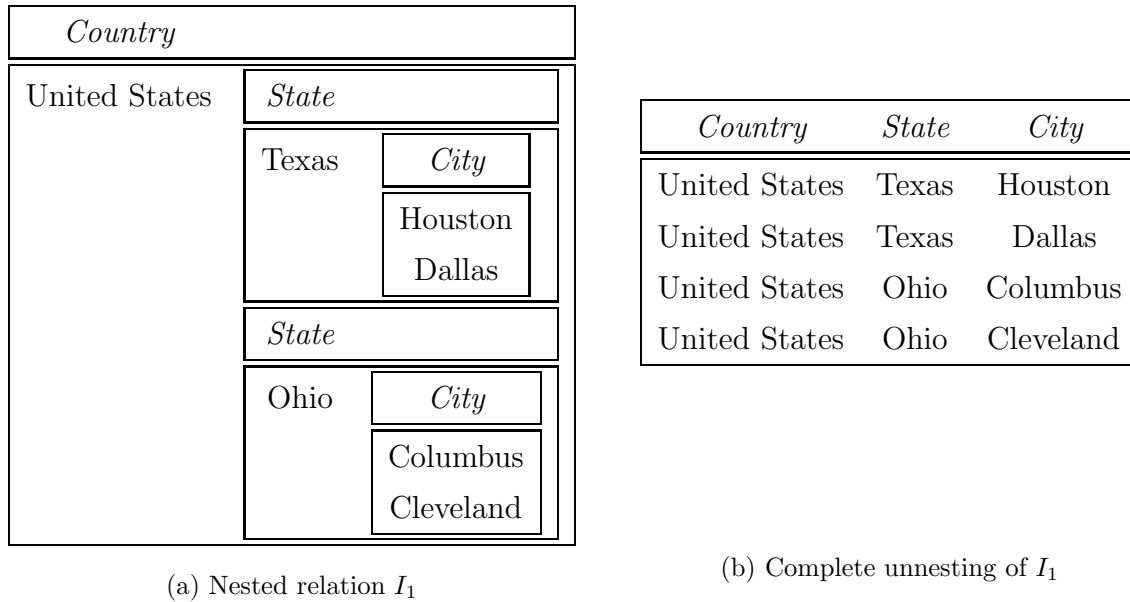 Country
United States
State
Texas
City
Houston
Dallas
State
Ohio
City
Columbus
Cleveland
(a) Nested relation I₁
Country State City
United States Texas Houston
United States Texas Dallas
United States Ohio Columbus
United States Ohio Cleveland
(b) Complete unnesting of I₁